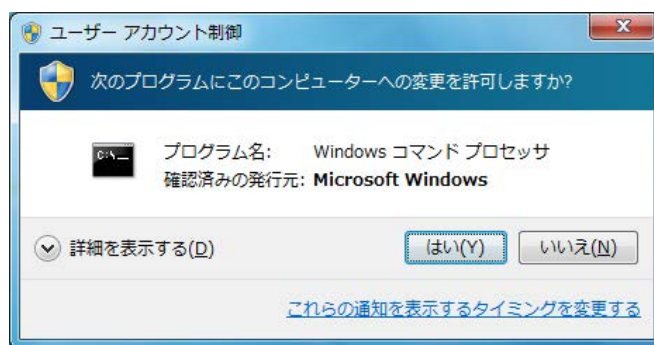 ユーザー アカウント制御
次のプログラムにこのコンピューターへの変更を許可しますか?
C:\_
プログラム名: Windows コマンド プロセッサ
確認済みの発行元: Microsoft Windows
詳細を表示する(D)
はい(Y) いいえ(N)
これらの通知を表示するタイミングを変更する